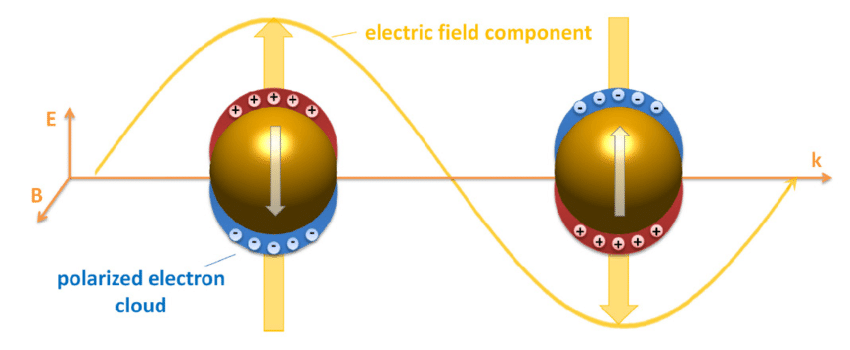 electric field component
E
B
k
+ + + + +
- - - - -
- - - - -
+ + + + +
polarized electron
cloud